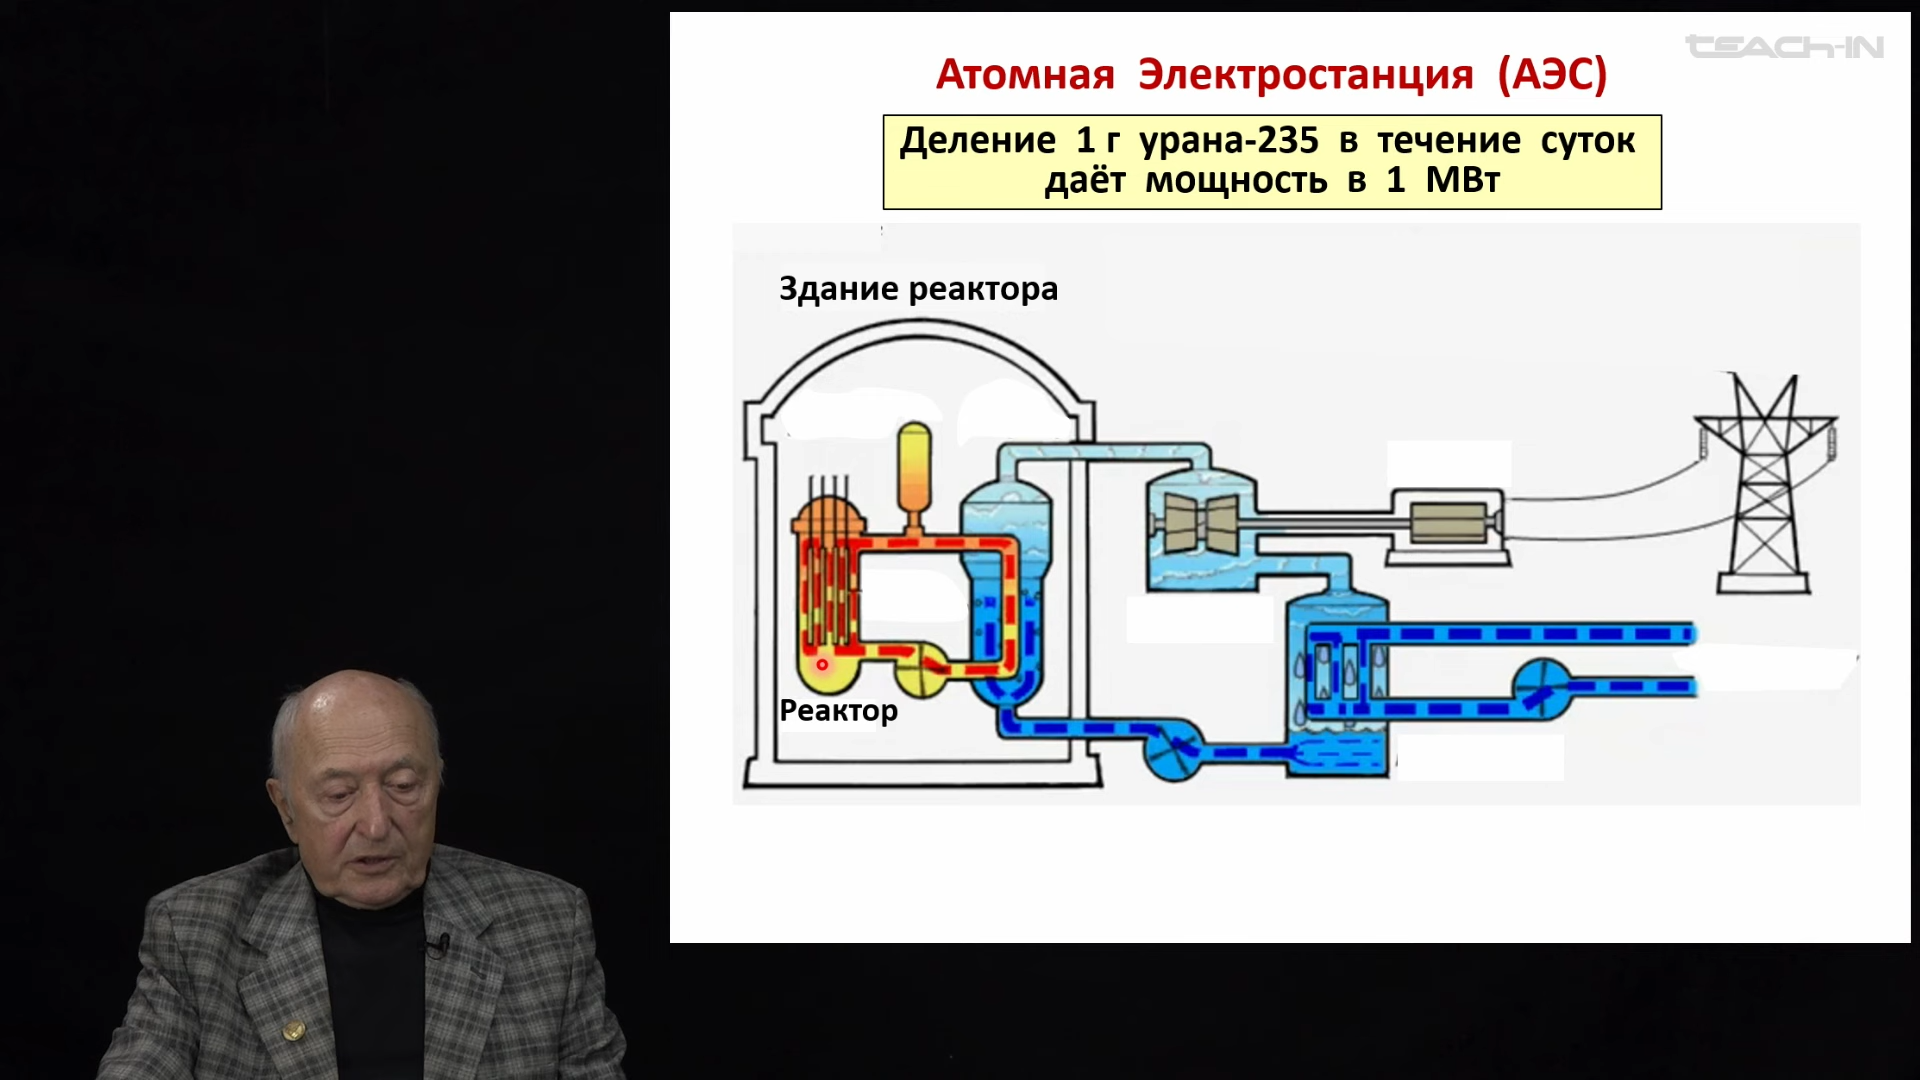 TEACH-IN
Атомная Электростанция (АЭС)
Деление 1 г урана-235 в течение суток
даёт мощность в 1 МВт
Здание реактора
Реактор